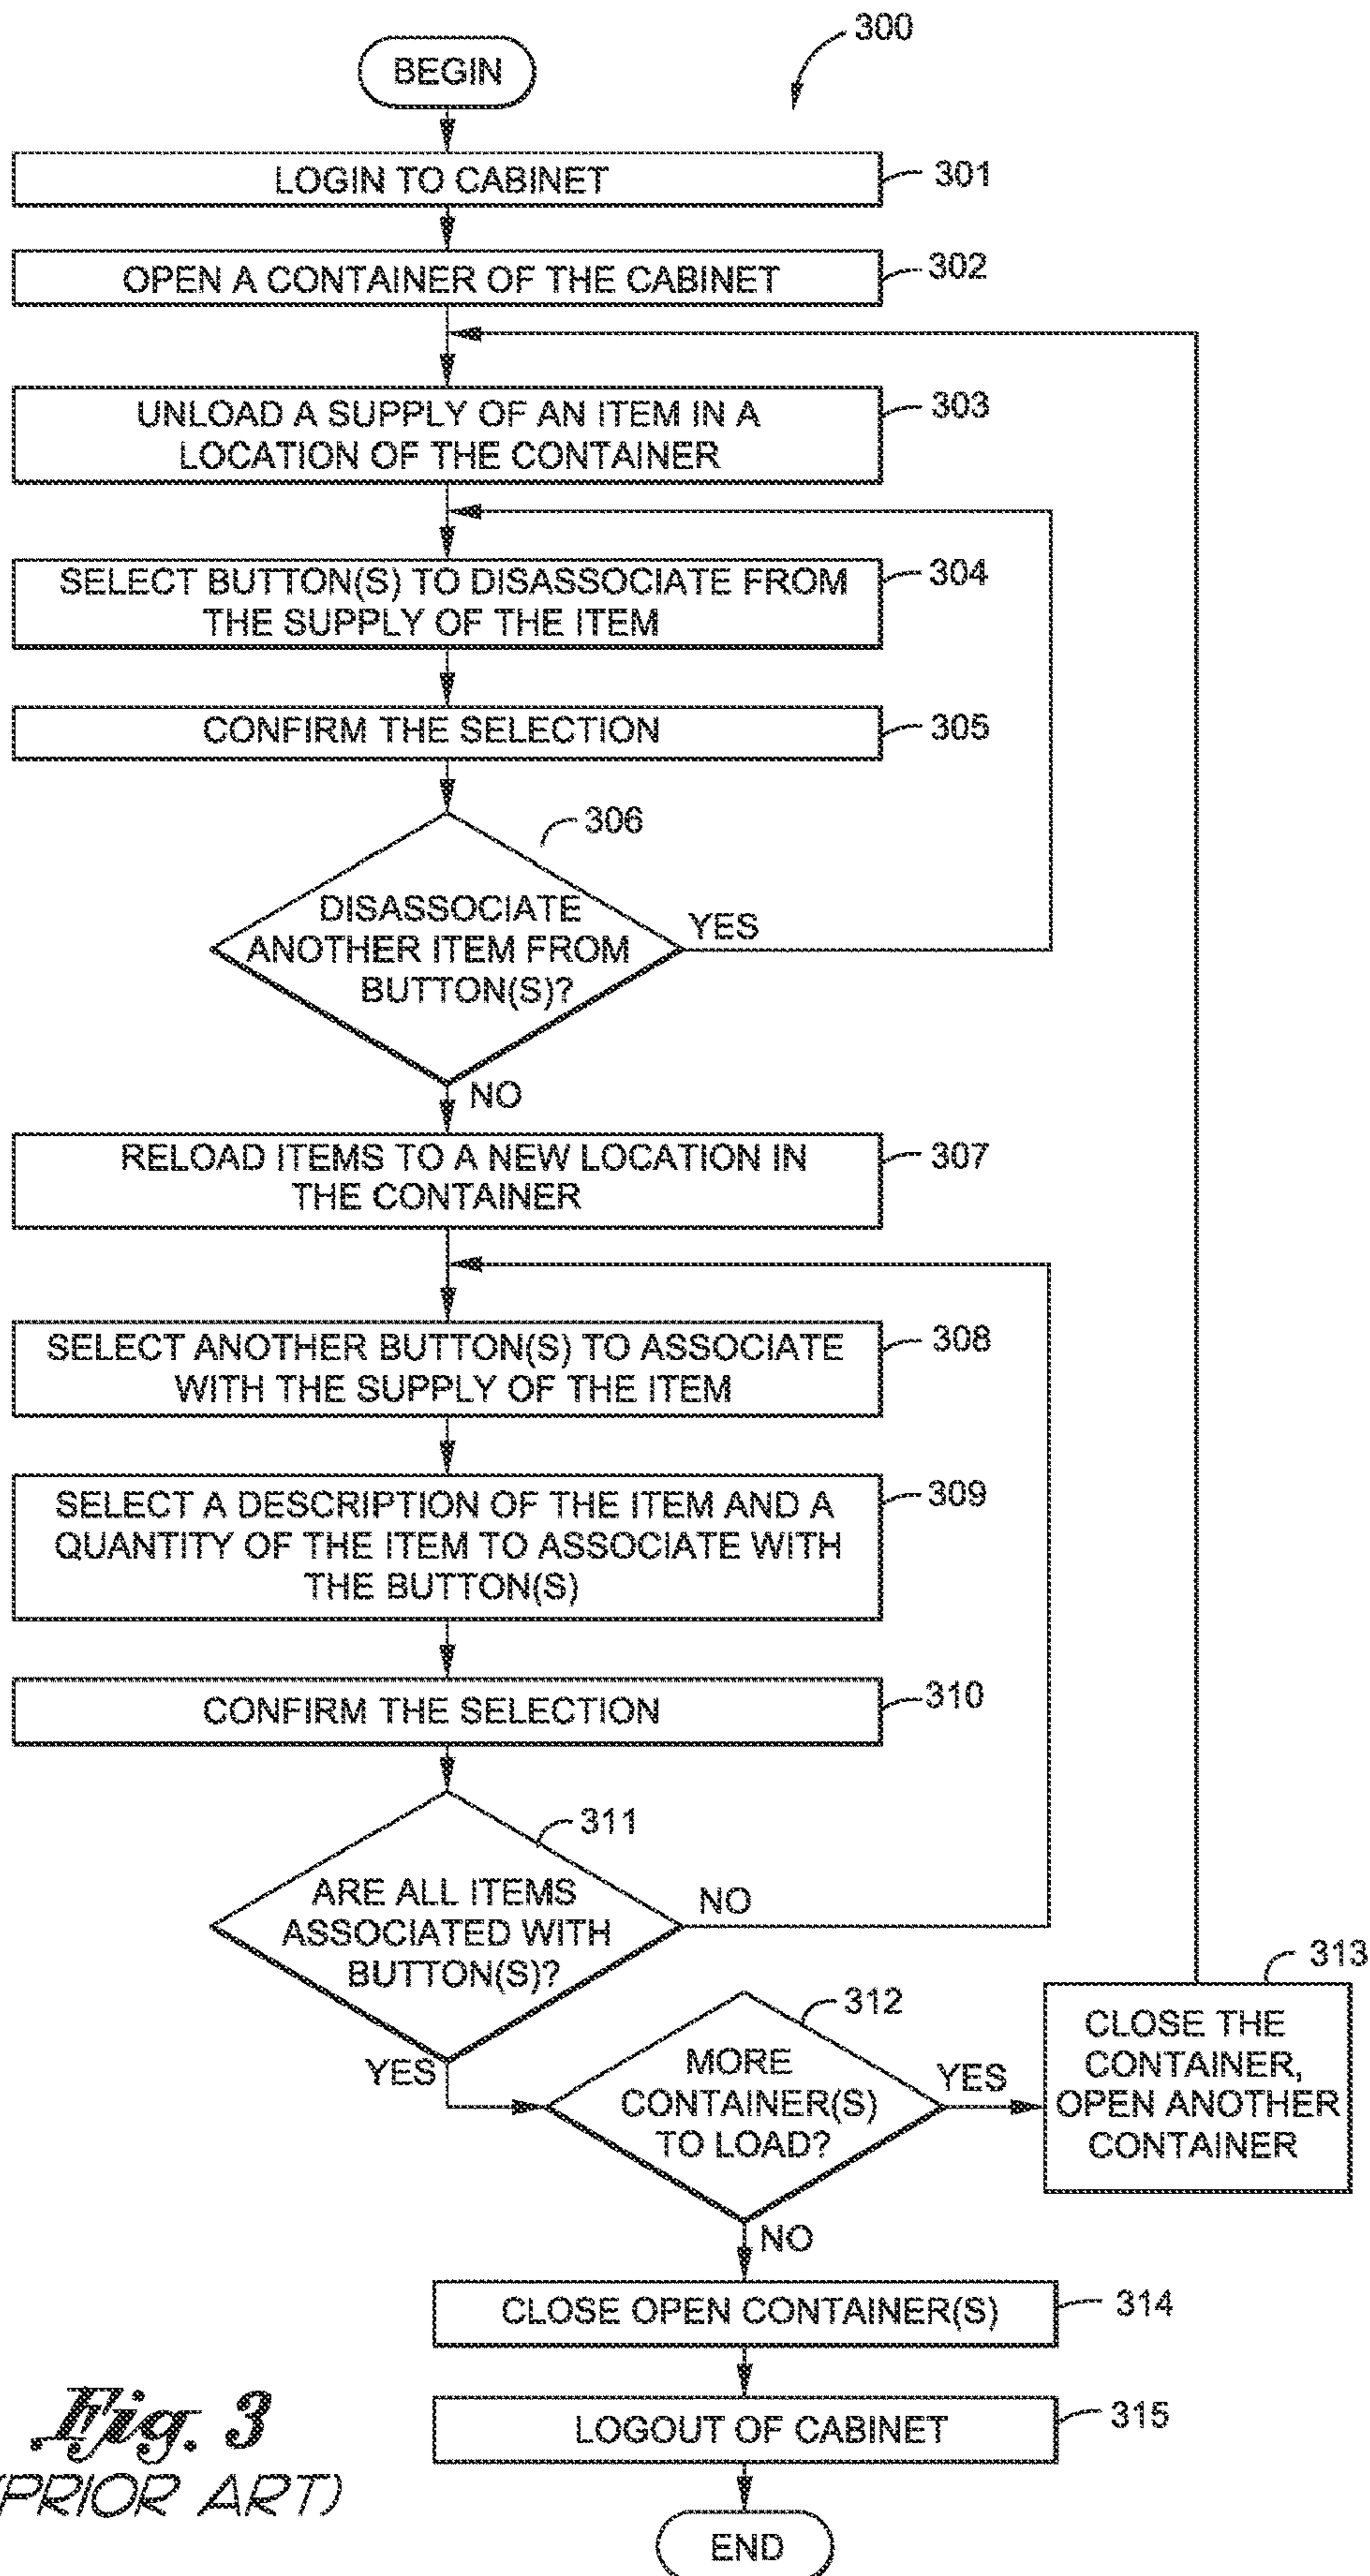 300
BEGIN
LOGIN TO CABINET
301
OPEN A CONTAINER OF THE CABINET
302
UNLOAD A SUPPLY OF AN ITEM IN A
LOCATION OF THE CONTAINER
303
SELECT BUTTON(S) TO DISASSOCIATE FROM
THE SUPPLY OF THE ITEM
304
CONFIRM THE SELECTION
305
306
DISASSOCIATE
ANOTHER ITEM FROM
BUTTON(S)?
YES
NO
RELOAD ITEMS TO A NEW LOCATION IN
THE CONTAINER
307
SELECT ANOTHER BUTTON(S) TO ASSOCIATE
WITH THE SUPPLY OF THE ITEM
308
SELECT A DESCRIPTION OF THE ITEM AND A
QUANTITY OF THE ITEM TO ASSOCIATE WITH
THE BUTTON(S)
309
CONFIRM THE SELECTION
310
311
ARE ALL ITEMS
ASSOCIATED WITH
BUTTON(S)?
NO
YES
312
MORE
CONTAINER(S)
TO LOAD?
YES
NO
313
CLOSE THE
CONTAINER,
OPEN ANOTHER
CONTAINER
CLOSE OPEN CONTAINER(S)
314
LOGOUT OF CABINET
315
END
Fig. 3
(PRIOR ART)